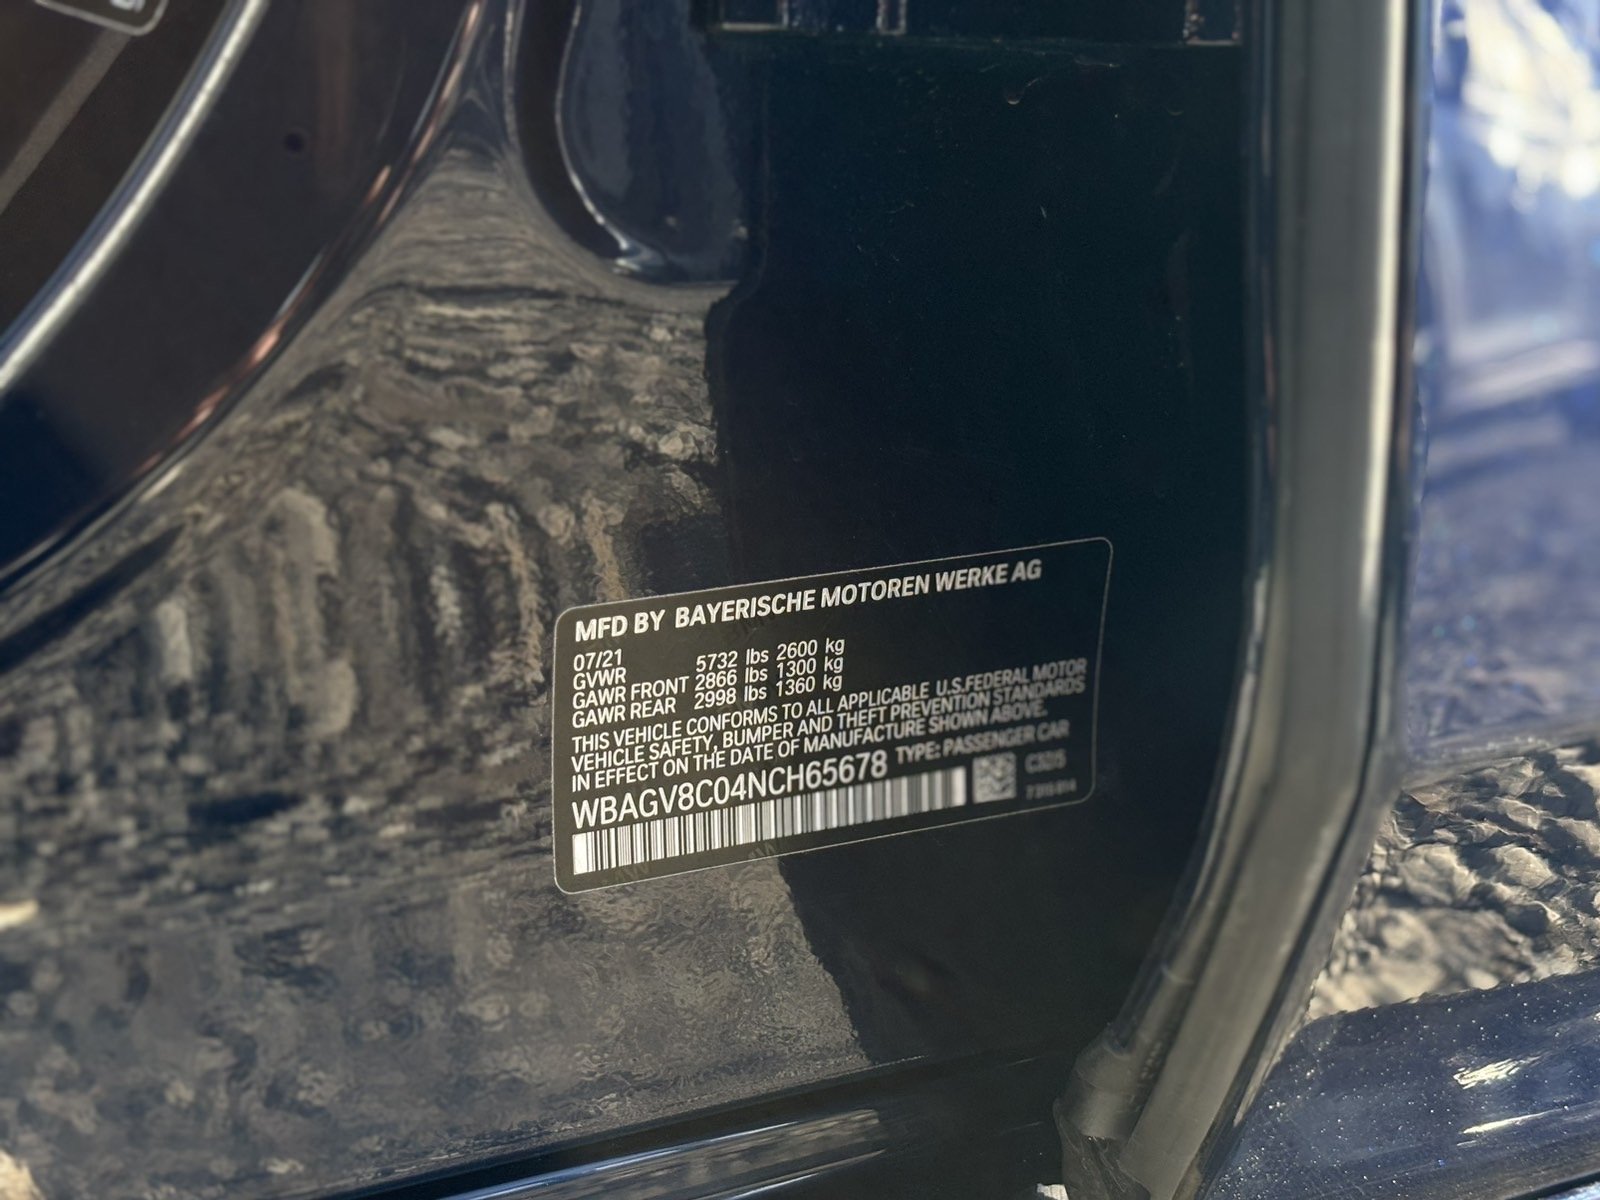 MFD BY BAYERISCHE MOTOREN WERKE AG
07/21
GVWR 5732 lbs 2600 kg
GAWR FRONT 2866 lbs 1300 kg
GAWR REAR 2998 lbs 1360 kg
THIS VEHICLE CONFORMS TO ALL APPLICABLE U.S.FEDERAL MOTOR
VEHICLE SAFETY, BUMPER AND THEFT PREVENTION STANDARDS
IN EFFECT ON THE DATE OF MANUFACTURE SHOWN ABOVE.
WBAGV8C04NCH65678 TYPE: PASSENGER CAR